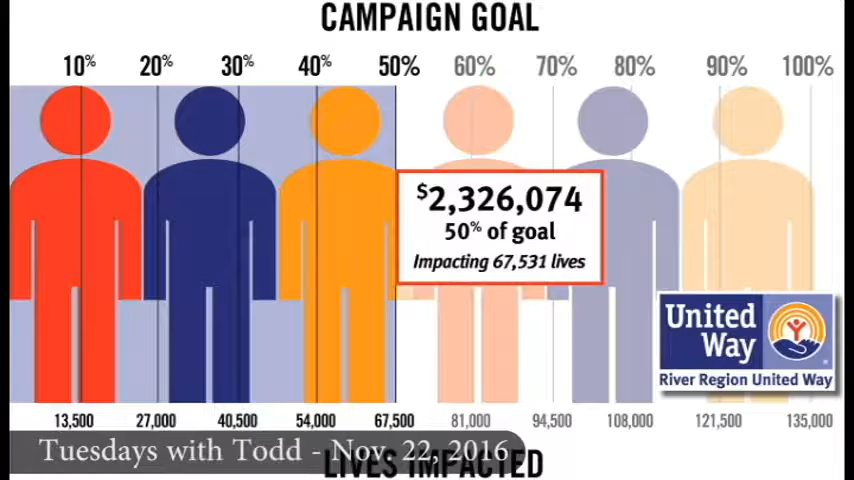 CAMPAIGN GOAL
10% 20% 30% 40% 50% 60% 70% 80% 90% 100%
$2,326,074
50% of goal
Impacting 67,531 lives
United
Way
River Region United Way
13,500 27,000 40,500 54,000 67,500 81,000 94,500 108,000 121,500 135,000
Tuesdays with Todd - Nov. 22, 2016
LIVES IMPACTED